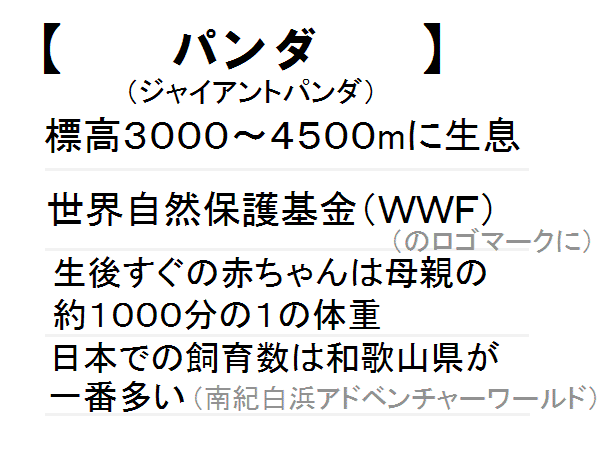 【 パンダ 】
（ジャイアントパンダ）
標高３０００～４５００ｍに生息
世界自然保護基金（ＷＷＦ）
（のロゴマークに）
生後すぐの赤ちゃんは母親の
約１０００分の１の体重
日本での飼育数は和歌山県が
一番多い（南紀白浜アドベンチャーワールド）